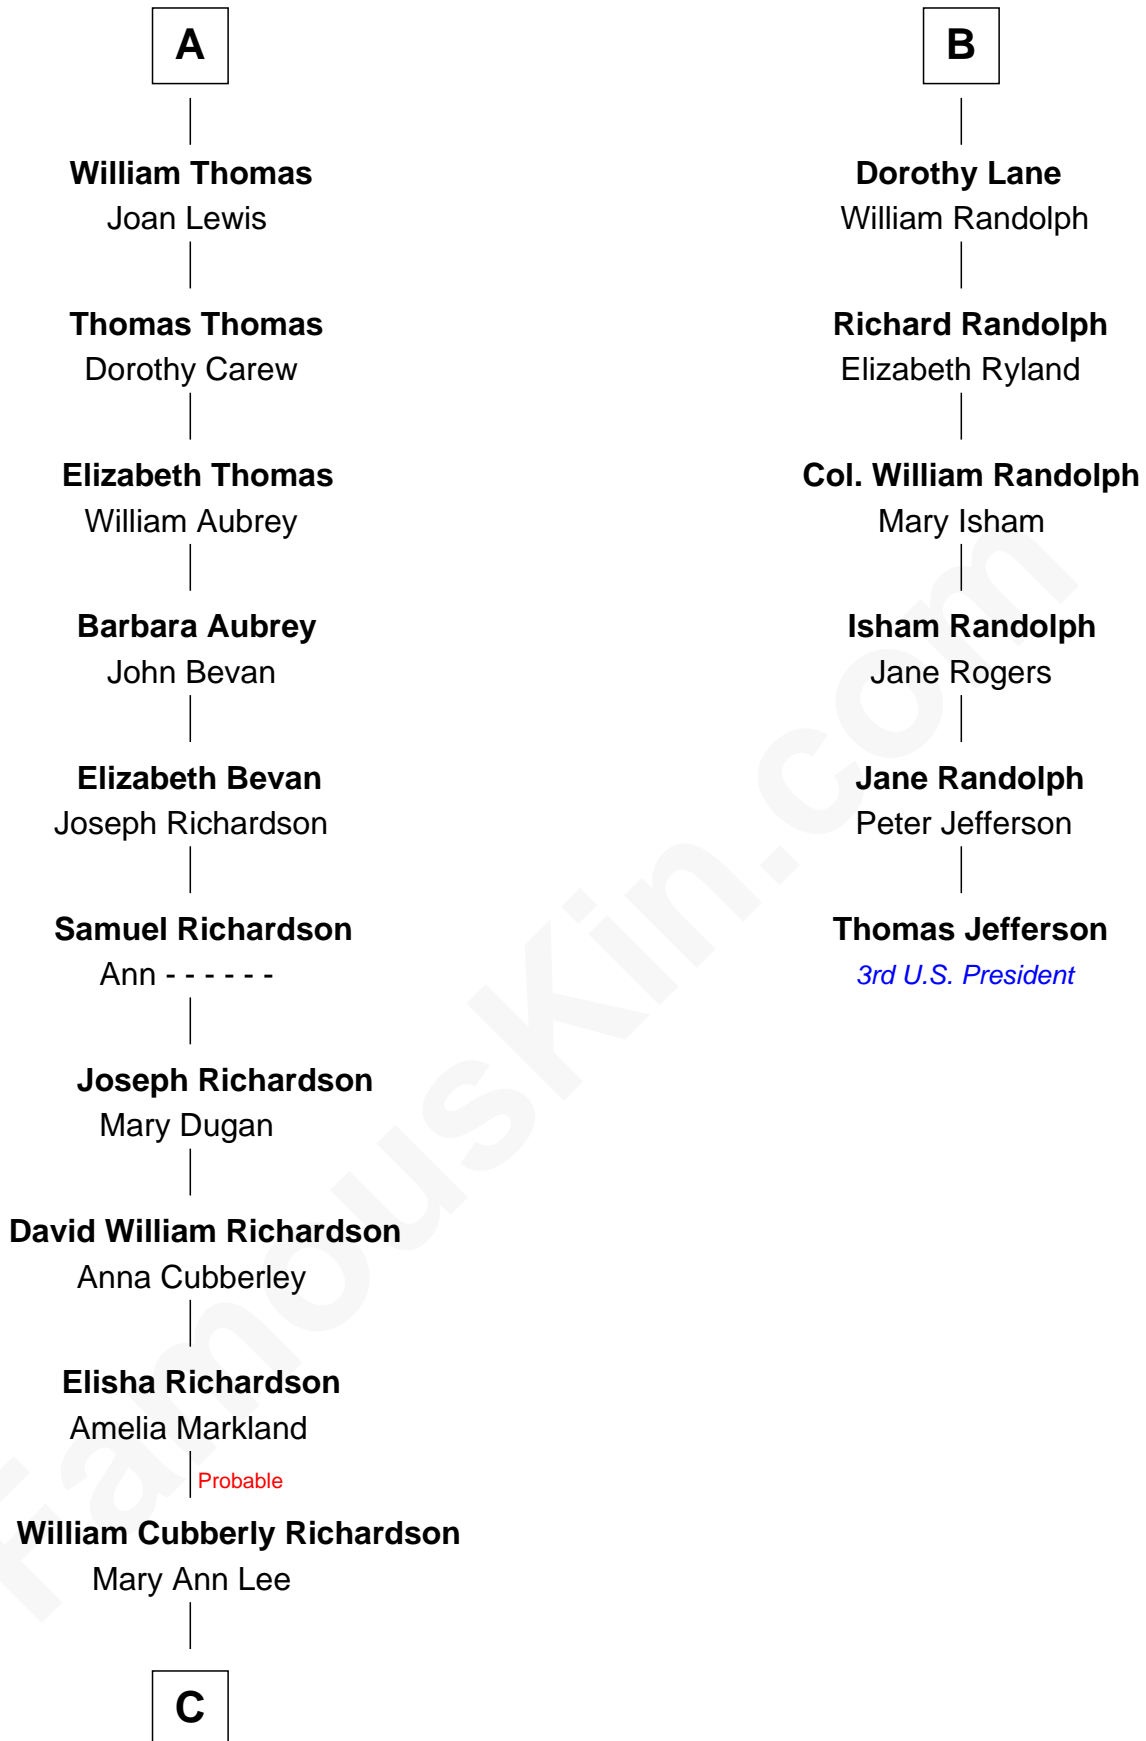 A
William Thomas
Joan Lewis
Thomas Thomas
Dorothy Carew
Elizabeth Thomas
William Aubrey
Barbara Aubrey
John Bevan
Elizabeth Bevan
Joseph Richardson
Samuel Richardson
Ann - - - - - -
Joseph Richardson
Mary Dugan
David William Richardson
Anna Cubberley
Elisha Richardson
Amelia Markland
Probable
William Cubberly Richardson
Mary Ann Lee
C
B
Dorothy Lane
William Randolph
Richard Randolph
Elizabeth Ryland
Col. William Randolph
Mary Isham
Isham Randolph
Jane Rogers
Jane Randolph
Peter Jefferson
Thomas Jefferson
3rd U.S. President
FamousKin.com